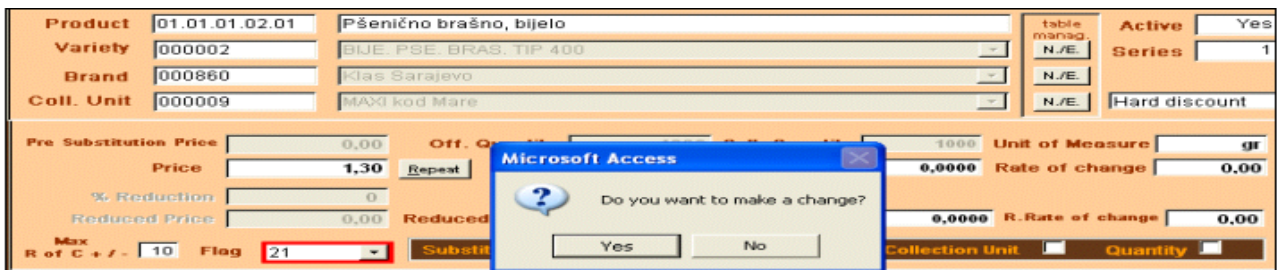 Product 01.01.01.02.01 Pšenično brašno, bijelo table manag. Active Yes
Variety 000002 BIJE. PSE. BRAS. TIP 400 N./E. Series 1
Brand 000860 Klas Sarajevo N./E.
Coll. Unit 000009 MAXI kod Mare N./E. Hard discount
Pre Substitution Price 0,00 Off. 1000 Unit of Measure gr
Price 1,30 Repeat Microsoft Access 0,0000 Rate of change 0,00
% Reduction 0 Do you want to make a change?
Reduced Price 0,00 Reduced 0,0000 R.Rate of change 0,00
Max R of C + / - 10 Flag 21 Yes No Collection Unit Quantity